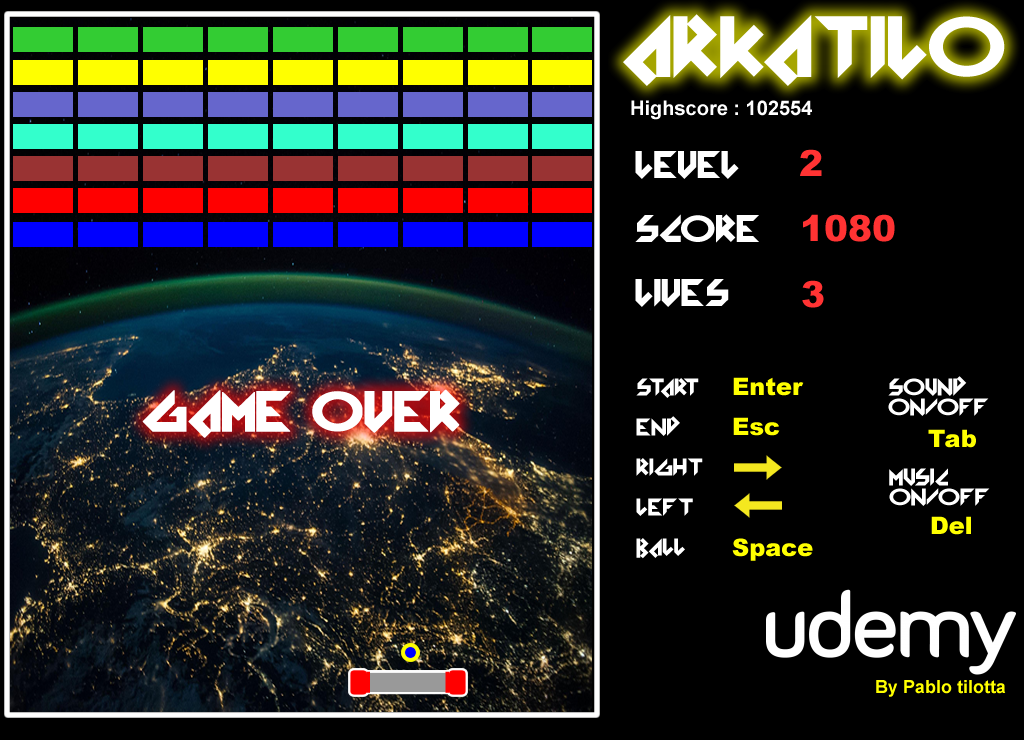 ARKATILO
Highscore : 102554
LEVEL 2
SCORE 1080
LIVES 3
GAME OVER
START Enter
END Esc
RIGHT
LEFT
BALL Space
SOUND
ON/OFF
Tab
MUSIC
ON/OFF
Del
udemy
By Pablo tilotta